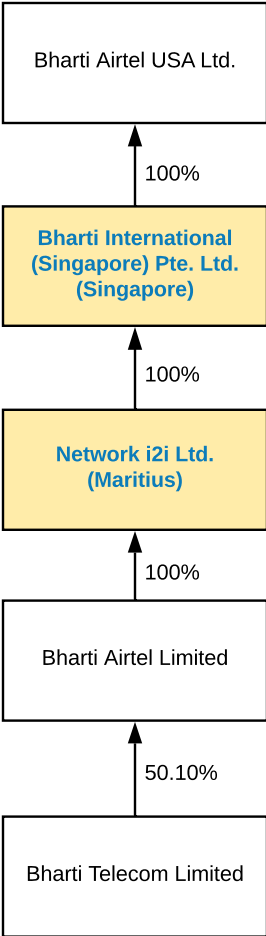 Bharti Airtel USA Ltd.
100%
Bharti International
(Singapore) Pte. Ltd.
(Singapore)
100%
Network i2i Ltd.
(Maritius)
100%
Bharti Airtel Limited
50.10%
Bharti Telecom Limited